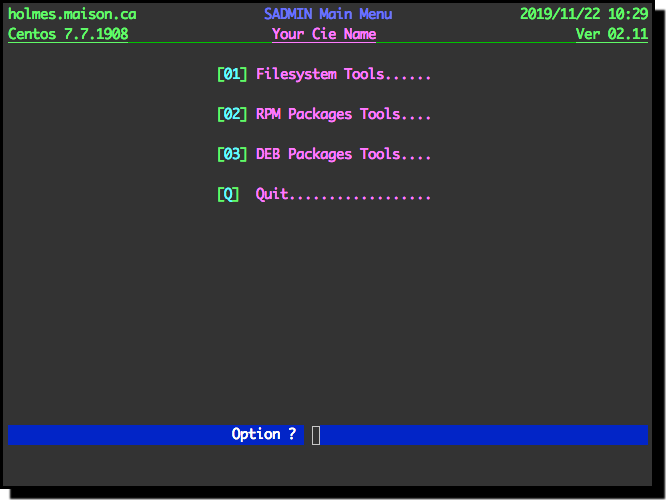 holmes.maison.ca SADMIN Main Menu 2019/11/22 10:29
Centos 7.7.1908 Your Cie Name Ver 02.11
[01] Filesystem Tools......
[02] RPM Packages Tools....
[03] DEB Packages Tools....
[Q] Quit..................
Option ?